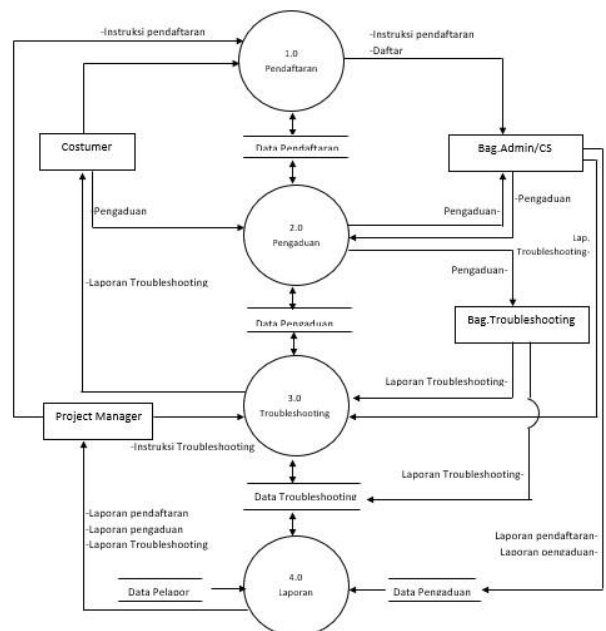 -Instruksi pendaftaran
1.0
Pendaftaran
-Instruksi pendaftaran
-Daftar
Costumer
Data Pendaftaran
Bag.Admin/CS
-Pengaduan
2.0
Pengaduan
Pengaduan-
-Pengaduan
Lap.
Troubleshooting-
Pengaduan-
-Laporan Troubleshooting
Data Pengaduan
Bag.Troubleshooting
3.0
Troubleshooting
Laporan Troubleshooting-
Project Manager
-Instruksi Troubleshooting
Laporan Troubleshooting-
Data Troubleshooting
-Laporan pendaftaran
-Laporan pengaduan
-Laporan Troubleshooting
Laporan pendaftaran-
Laporan pengaduan-
4.0
Laporan
Data Pelapor
Data Pengaduan